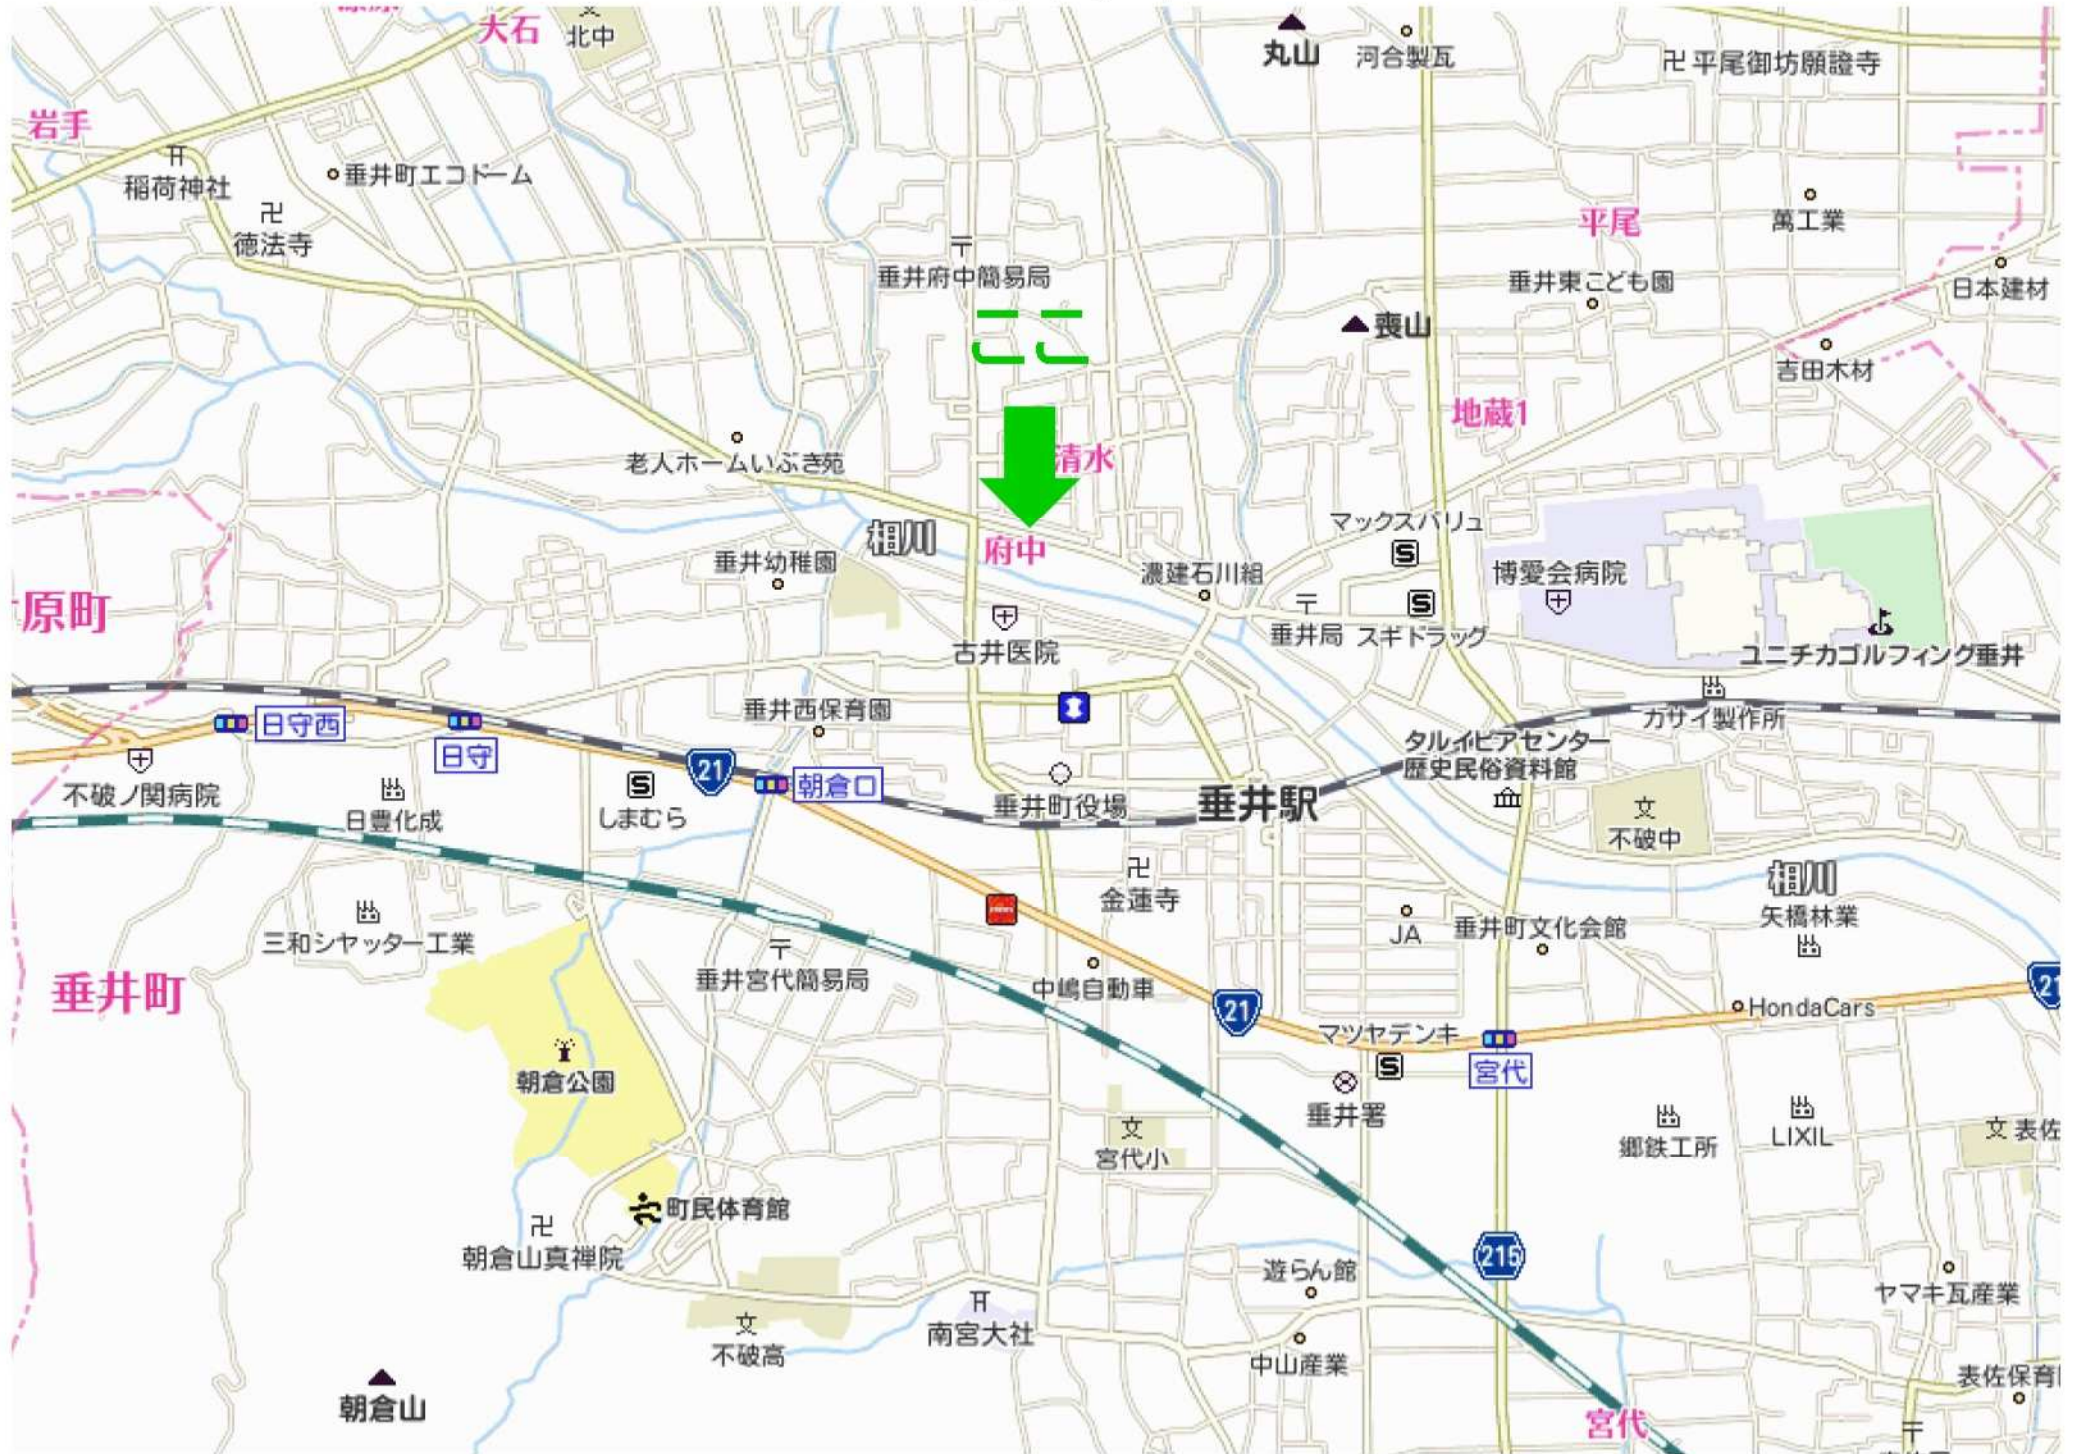 大石
北中
丸山
河合製瓦
卍 平尾御坊願證寺
岩手
稲荷神社
垂井町エコドーム
徳法寺
平尾
萬工業
垂井府中簡易局
垂井東こども園
日本建材
ここ
喪山
吉田木材
地蔵1
老人ホームいぶき苑
清水
マックスバリュ
相川
府中
垂井幼稚園
濃建石川組
博愛会病院
原町
古井医院
垂井局
スギドラッグ
ユニチカゴルフィング垂井
垂井西保育園
カサイ製作所
日守西
日守
21
タルイピアセンター
歴史民俗資料館
朝倉口
不破ノ関病院
日豊化成
しまむら
垂井町役場
垂井駅
不破中
金蓮寺
相川
三和シヤッター工業
JA
垂井町文化会館
矢橋林業
垂井宮代簡易局
中嶋自動車
垂井町
21
21
HondaCars
マツヤデンキ
宮代
朝倉公園
垂井署
宮代小
郷鉄工所
LIXIL
文 表佐
町民体育館
朝倉山真禅院
215
遊らん館
ヤマキ瓦産業
南宮大社
不破高
中山産業
表佐保育
朝倉山
宮代